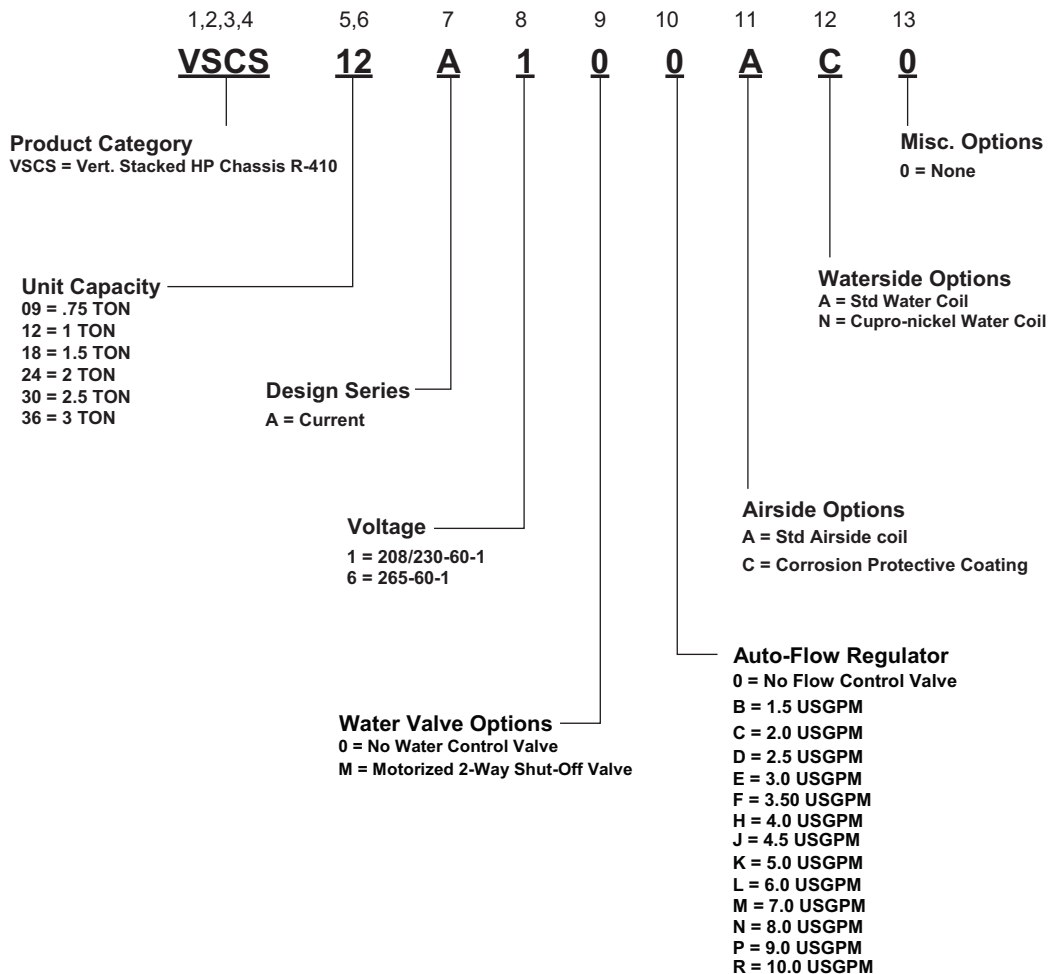 1,2,3,4 5,6 7 8 9 10 11 12 13
VSCS 12 A 1 0 0 A C 0
Product Category
VSCS = Vert. Stacked HP Chassis R-410
Misc. Options
0 = None
Unit Capacity
09 = .75 TON
12 = 1 TON
18 = 1.5 TON
24 = 2 TON
30 = 2.5 TON
36 = 3 TON
Waterside Options
A = Std Water Coil
N = Cupro-nickel Water Coil
Design Series
A = Current
Voltage
1 = 208/230-60-1
6 = 265-60-1
Airside Options
A = Std Airside coil
C = Corrosion Protective Coating
Water Valve Options
0 = No Water Control Valve
M = Motorized 2-Way Shut-Off Valve
Auto-Flow Regulator
0 = No Flow Control Valve
B = 1.5 USGPM
C = 2.0 USGPM
D = 2.5 USGPM
E = 3.0 USGPM
F = 3.50 USGPM
H = 4.0 USGPM
J = 4.5 USGPM
K = 5.0 USGPM
L = 6.0 USGPM
M = 7.0 USGPM
N = 8.0 USGPM
P = 9.0 USGPM
R = 10.0 USGPM